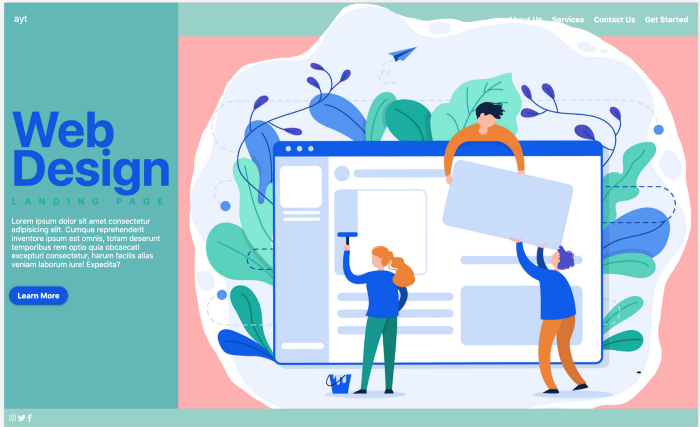 ayt
About Us Services Contact Us Get Started
Web
Design
LANDING PAGE
Lorem ipsum dolor sit amet consectetur
adipisicing elit. Cumque reprehenderit
inventore ipsum est omnis, totam deserunt
temporibus rem optio quia obcaecati
excepturi consectetur, harum facilis alias
veniam laborum iure! Expedita?
Learn More